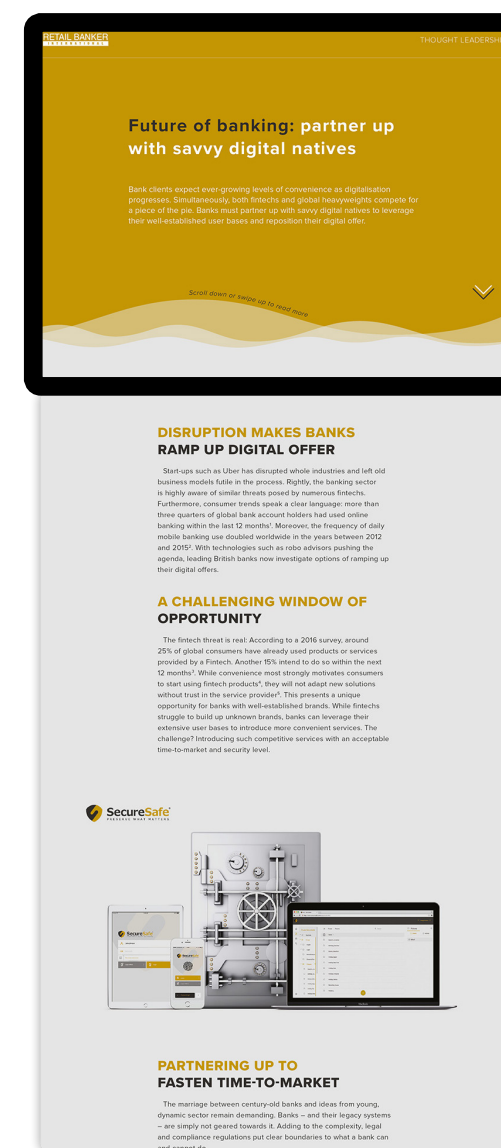 RETAIL BANKER
INTERNATIONAL
THOUGHT LEADERSHI
Future of banking: partner up
with savvy digital natives
Bank clients expect ever-growing levels of convenience as digitalisation
progresses. Simultaneously, both fintechs and global heavyweights compete for
a piece of the pie. Banks must partner up with savvy digital natives to leverage
their well-established user bases and reposition their digital offer.
Scroll down or swipe up to read more
DISRUPTION MAKES BANKS
RAMP UP DIGITAL OFFER
Start-ups such as Uber has disrupted whole industries and left old
business models futile in the process. Rightly, the banking sector
is highly aware of similar threats posed by numerous fintechs.
Furthermore, consumer trends speak a clear language: more than
three quarters of global bank account holders had used online
banking within the last 12 months¹. Moreover, the frequency of daily
mobile banking use doubled worldwide in the years between 2012
and 2015². With technologies such as robo advisors pushing the
agenda, leading British banks now investigate options of ramping up
their digital offers.
A CHALLENGING WINDOW OF
OPPORTUNITY
The fintech threat is real: According to a 2016 survey, around
25% of global consumers have already used products or services
provided by a Fintech. Another 15% intend to do so within the next
12 months³. While convenience most strongly motivates consumers
to start using fintech products⁴, they will not adapt new solutions
without trust in the service provider⁵. This presents a unique
opportunity for banks with well-established brands. While fintechs
struggle to build up unknown brands, banks can leverage their
extensive user bases to introduce more convenient services. The
challenge? Introducing such competitive services with an acceptable
time-to-market and security level.
SecureSafe
PRESERVE WHAT MATTERS
SecureSafe
SecureSafe
PARTNERING UP TO
FASTEN TIME-TO-MARKET
The marriage between century-old banks and ideas from young,
dynamic sector remain demanding. Banks – and their legacy systems
– are simply not geared towards it. Adding to the complexity, legal
and compliance regulations put clear boundaries to what a bank can
and cannot do.